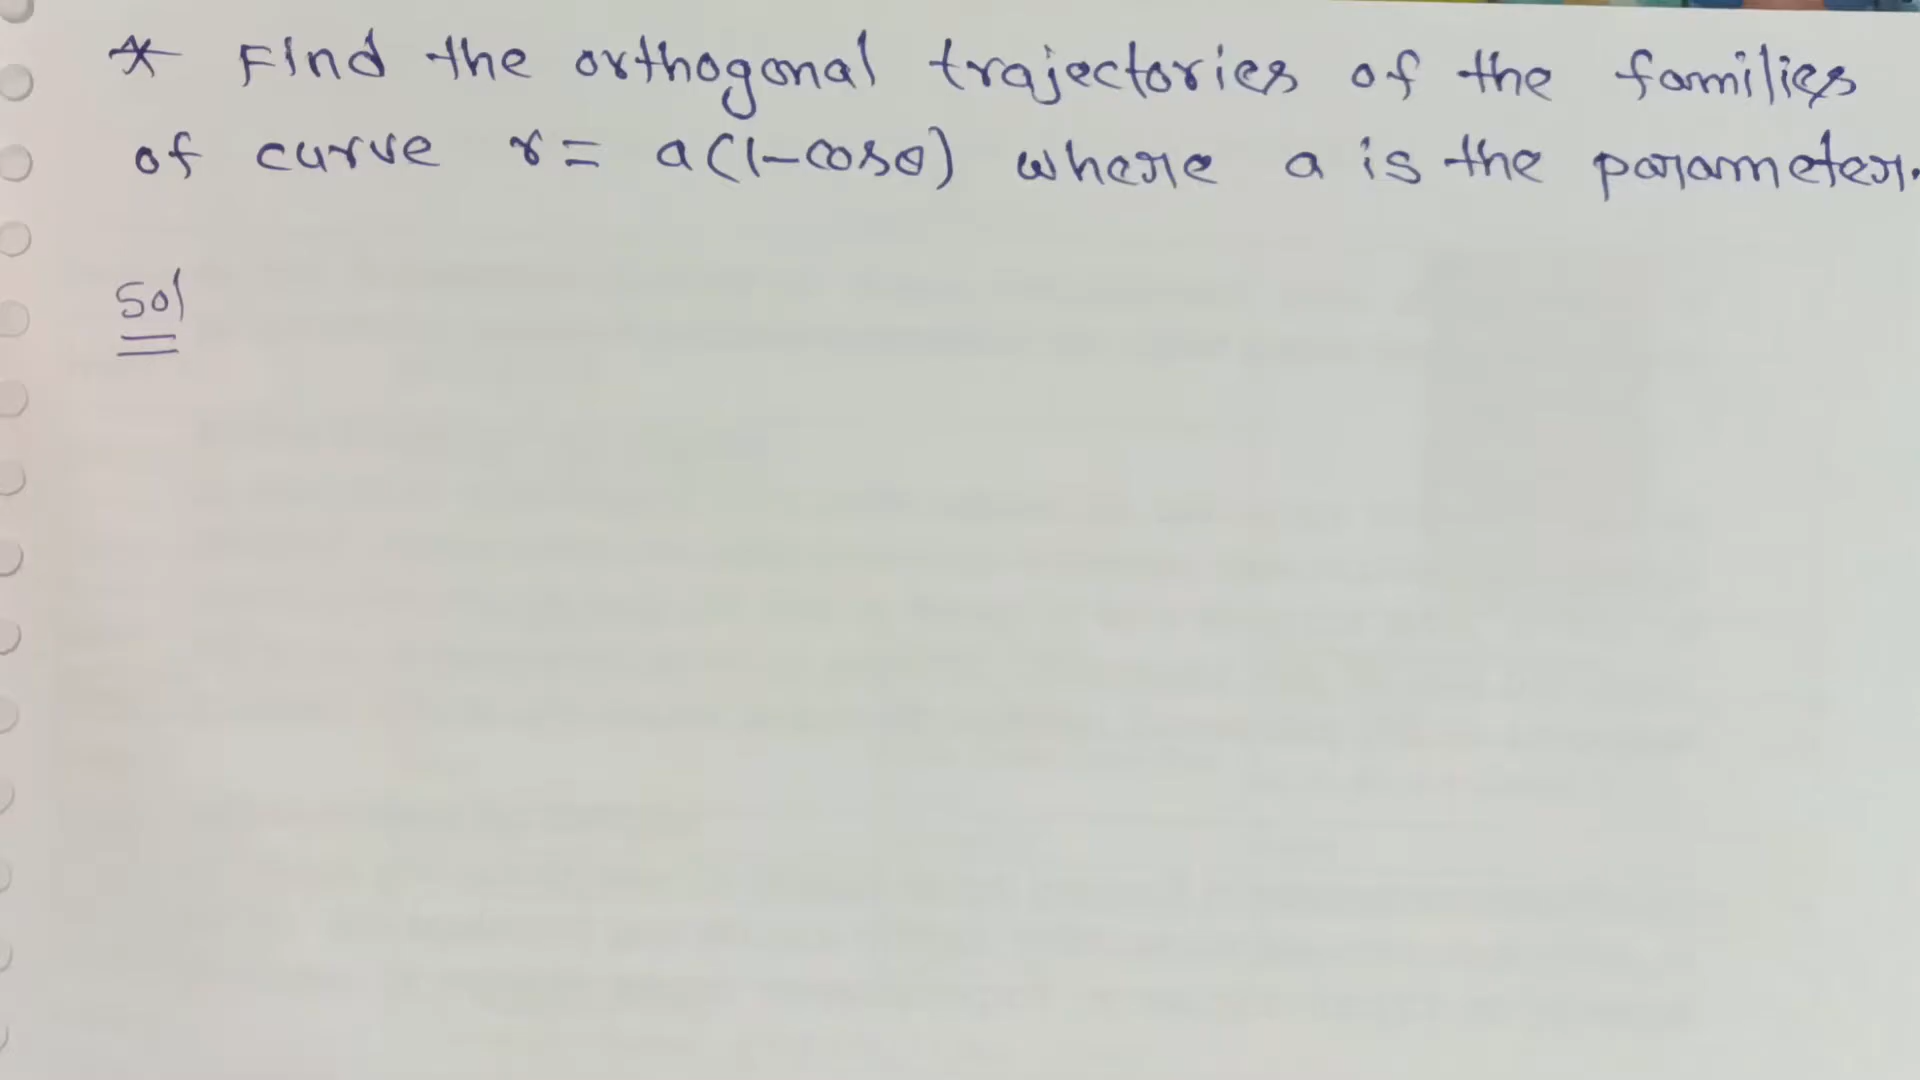 * Find the orthogonal trajectories of the families
of curve r = a(1-cosθ) where a is the parameter.
Sol